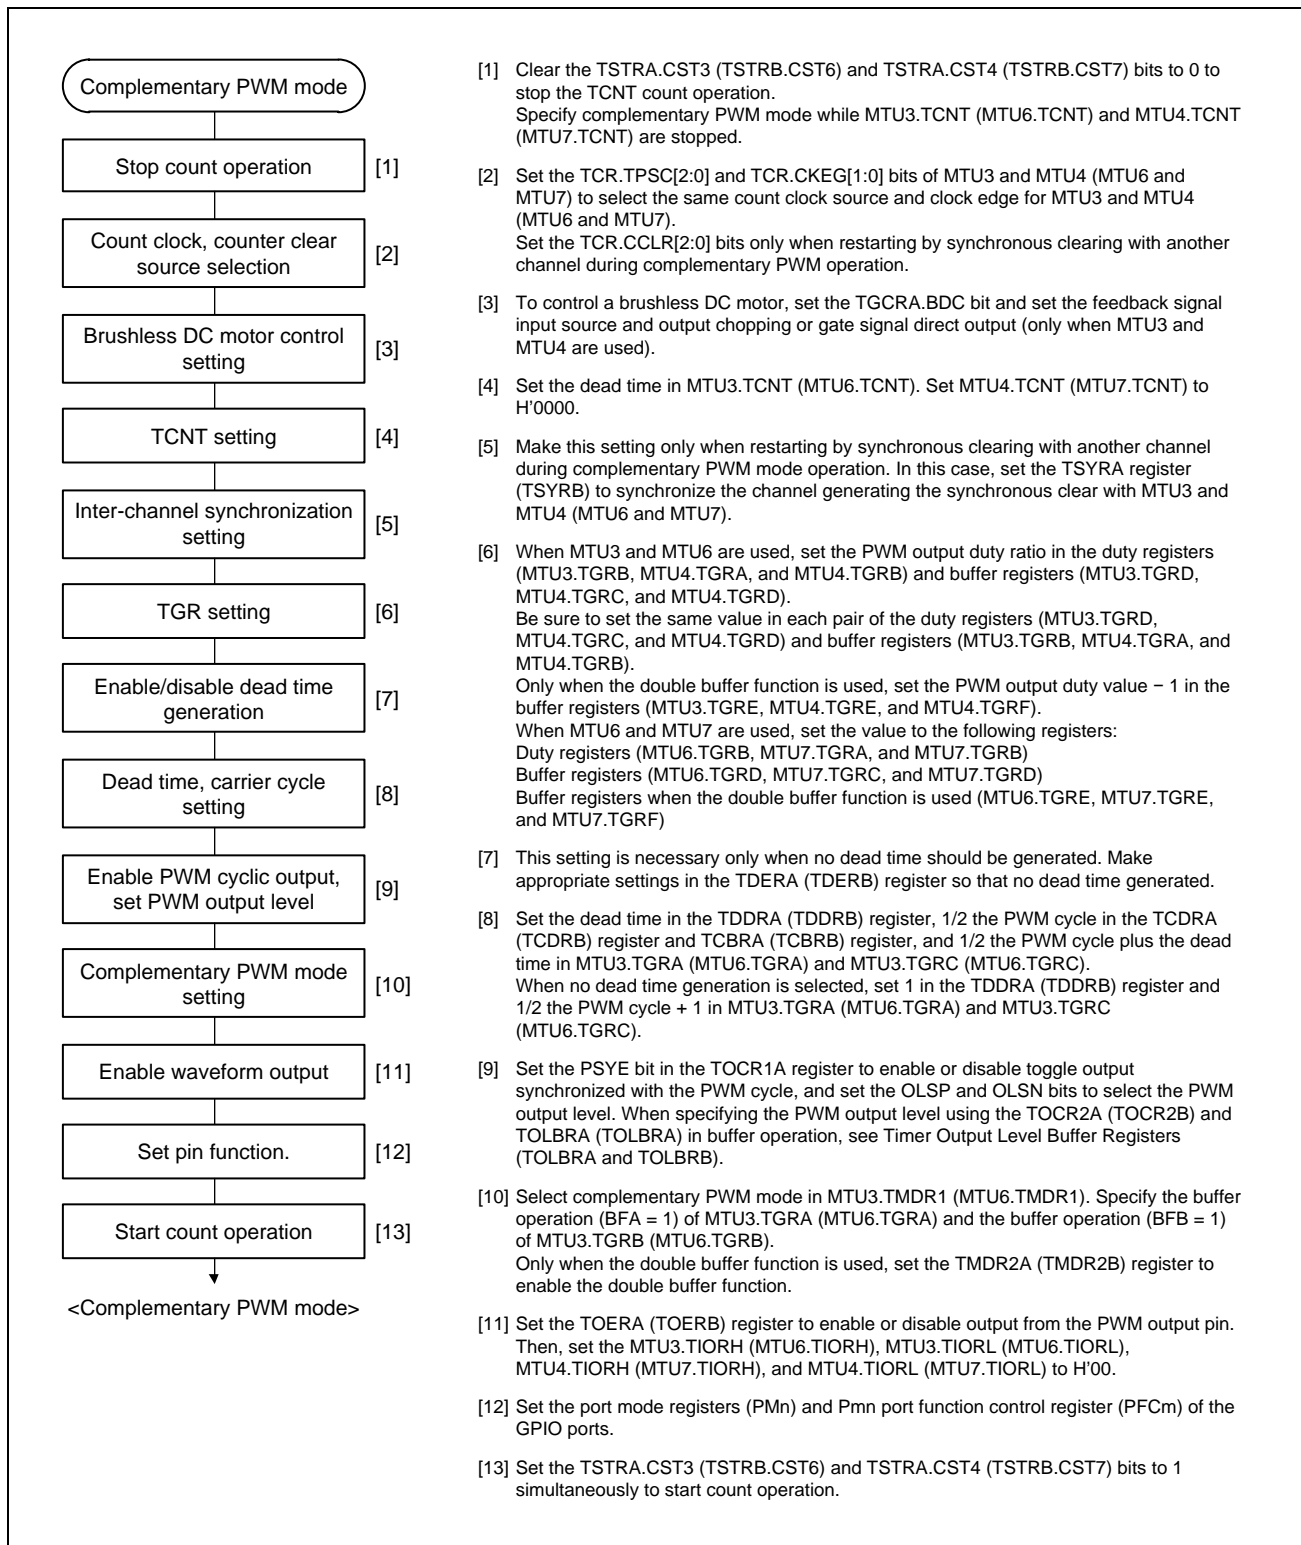 Complementary PWM mode
Stop count operation
[1]
Count clock, counter clear
source selection
[2]
Brushless DC motor control
setting
[3]
TCNT setting
[4]
Inter-channel synchronization
setting
[5]
TGR setting
[6]
Enable/disable dead time
generation
[7]
Dead time, carrier cycle
setting
[8]
Enable PWM cyclic output,
set PWM output level
[9]
Complementary PWM mode
setting
[10]
Enable waveform output
[11]
Set pin function.
[12]
Start count operation
[13]
<Complementary PWM mode>
[1] Clear the TSTRA.CST3 (TSTRB.CST6) and TSTRA.CST4 (TSTRB.CST7) bits to 0 to
stop the TCNT count operation.
Specify complementary PWM mode while MTU3.TCNT (MTU6.TCNT) and MTU4.TCNT
(MTU7.TCNT) are stopped.
[2] Set the TCR.TPSC[2:0] and TCR.CKEG[1:0] bits of MTU3 and MTU4 (MTU6 and
MTU7) to select the same count clock source and clock edge for MTU3 and MTU4
(MTU6 and MTU7).
Set the TCR.CCLR[2:0] bits only when restarting by synchronous clearing with another
channel during complementary PWM operation.
[3] To control a brushless DC motor, set the TGCRA.BDC bit and set the feedback signal
input source and output chopping or gate signal direct output (only when MTU3 and
MTU4 are used).
[4] Set the dead time in MTU3.TCNT (MTU6.TCNT). Set MTU4.TCNT (MTU7.TCNT) to
H'0000.
[5] Make this setting only when restarting by synchronous clearing with another channel
during complementary PWM mode operation. In this case, set the TSYRA register
(TSYRB) to synchronize the channel generating the synchronous clear with MTU3 and
MTU4 (MTU6 and MTU7).
[6] When MTU3 and MTU6 are used, set the PWM output duty ratio in the duty registers
(MTU3.TGRB, MTU4.TGRA, and MTU4.TGRB) and buffer registers (MTU3.TGRD,
MTU4.TGRC, and MTU4.TGRD).
Be sure to set the same value in each pair of the duty registers (MTU3.TGRD,
MTU4.TGRC, and MTU4.TGRD) and buffer registers (MTU3.TGRB, MTU4.TGRA, and
MTU4.TGRB).
Only when the double buffer function is used, set the PWM output duty value − 1 in the
buffer registers (MTU3.TGRE, MTU4.TGRE, and MTU4.TGRF).
When MTU6 and MTU7 are used, set the value to the following registers:
Duty registers (MTU6.TGRB, MTU7.TGRA, and MTU7.TGRB)
Buffer registers (MTU6.TGRD, MTU7.TGRC, and MTU7.TGRD)
Buffer registers when the double buffer function is used (MTU6.TGRE, MTU7.TGRE,
and MTU7.TGRF)
[7] This setting is necessary only when no dead time should be generated. Make
appropriate settings in the TDERA (TDERB) register so that no dead time generated.
[8] Set the dead time in the TDDRA (TDDRB) register, 1/2 the PWM cycle in the TCDRA
(TCDRB) register and TCBRA (TCBRB) register, and 1/2 the PWM cycle plus the dead
time in MTU3.TGRA (MTU6.TGRA) and MTU3.TGRC (MTU6.TGRC).
When no dead time generation is selected, set 1 in the TDDRA (TDDRB) register and
1/2 the PWM cycle + 1 in MTU3.TGRA (MTU6.TGRA) and MTU3.TGRC
(MTU6.TGRC).
[9] Set the PSYE bit in the TOCR1A register to enable or disable toggle output
synchronized with the PWM cycle, and set the OLSP and OLSN bits to select the PWM
output level. When specifying the PWM output level using the TOCR2A (TOCR2B) and
TOLBRA (TOLBRA) in buffer operation, see Timer Output Level Buffer Registers
(TOLBRA and TOLBRB).
[10] Select complementary PWM mode in MTU3.TMDR1 (MTU6.TMDR1). Specify the buffer
operation (BFA = 1) of MTU3.TGRA (MTU6.TGRA) and the buffer operation (BFB = 1)
of MTU3.TGRB (MTU6.TGRB).
Only when the double buffer function is used, set the TMDR2A (TMDR2B) register to
enable the double buffer function.
[11] Set the TOERA (TOERB) register to enable or disable output from the PWM output pin.
Then, set the MTU3.TIORH (MTU6.TIORH), MTU3.TIORL (MTU6.TIORL),
MTU4.TIORH (MTU7.TIORH), and MTU4.TIORL (MTU7.TIORL) to H'00.
[12] Set the port mode registers (PMn) and Pmn port function control register (PFCm) of the
GPIO ports.
[13] Set the TSTRA.CST3 (TSTRB.CST6) and TSTRA.CST4 (TSTRB.CST7) bits to 1
simultaneously to start count operation.